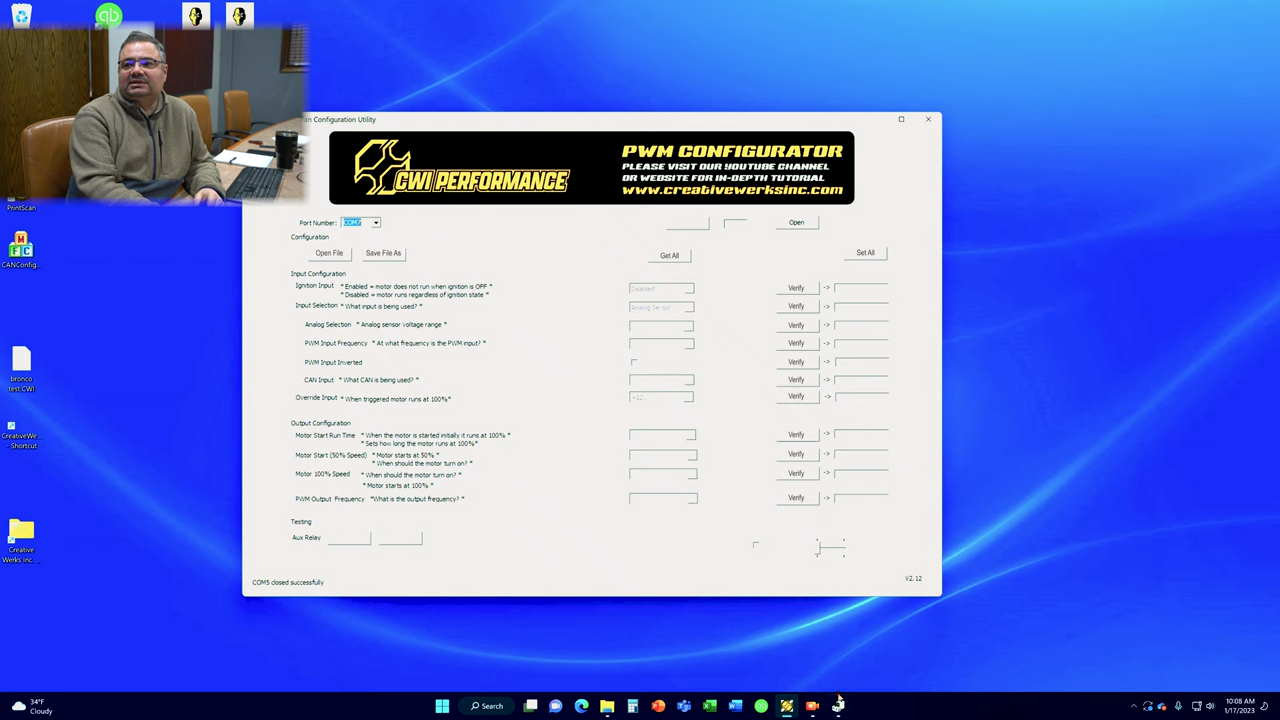 qb
an Configuration Utility
CWI PERFORMANCE
PWM CONFIGURATOR
PLEASE VISIT OUR YOUTUBE CHANNEL
OR WEBSITE FOR IN-DEPTH TUTORIAL
www.creativewerksinc.com
PrintScan
Port Number: COM7 Open
Configuration
Open File Save File As Get All Set All
Input Configuration
Ignition Input * Enabled = motor does not run when ignition is OFF * Disabled Verify ->
* Disabled = motor runs regardless of ignition state *
Input Selection * What input is being used? * Analog Sensor Verify ->
Analog Selection * Analog sensor voltage range * Verify ->
PWM Input Frequency * At what frequency is the PWM input? * Verify ->
PWM Input Inverted Verify ->
CAN Input * What CAN is being used? * Verify ->
Override Input * When triggered motor runs at 100% * +12 Verify ->
Output Configuration
Motor Start Run Time * When the motor is started initially it runs at 100% * Verify ->
* Sets how long the motor runs at 100%*
Motor Start (50% Speed) * Motor starts at 50% * Verify ->
* When should the motor turn on? *
Motor 100% Speed * When should the motor turn on? * Verify ->
* Motor starts at 100% *
PWM Output Frequency *What is the output frequency? * Verify ->
Testing
Aux Relay
COM5 closed successfully
V2.12
CANConfig...
bronco
test CWI
CreativeWe...
- Shortcut
Creative
Werks Inc ...
34°F
Cloudy
Search
10:08 AM
1/17/2023